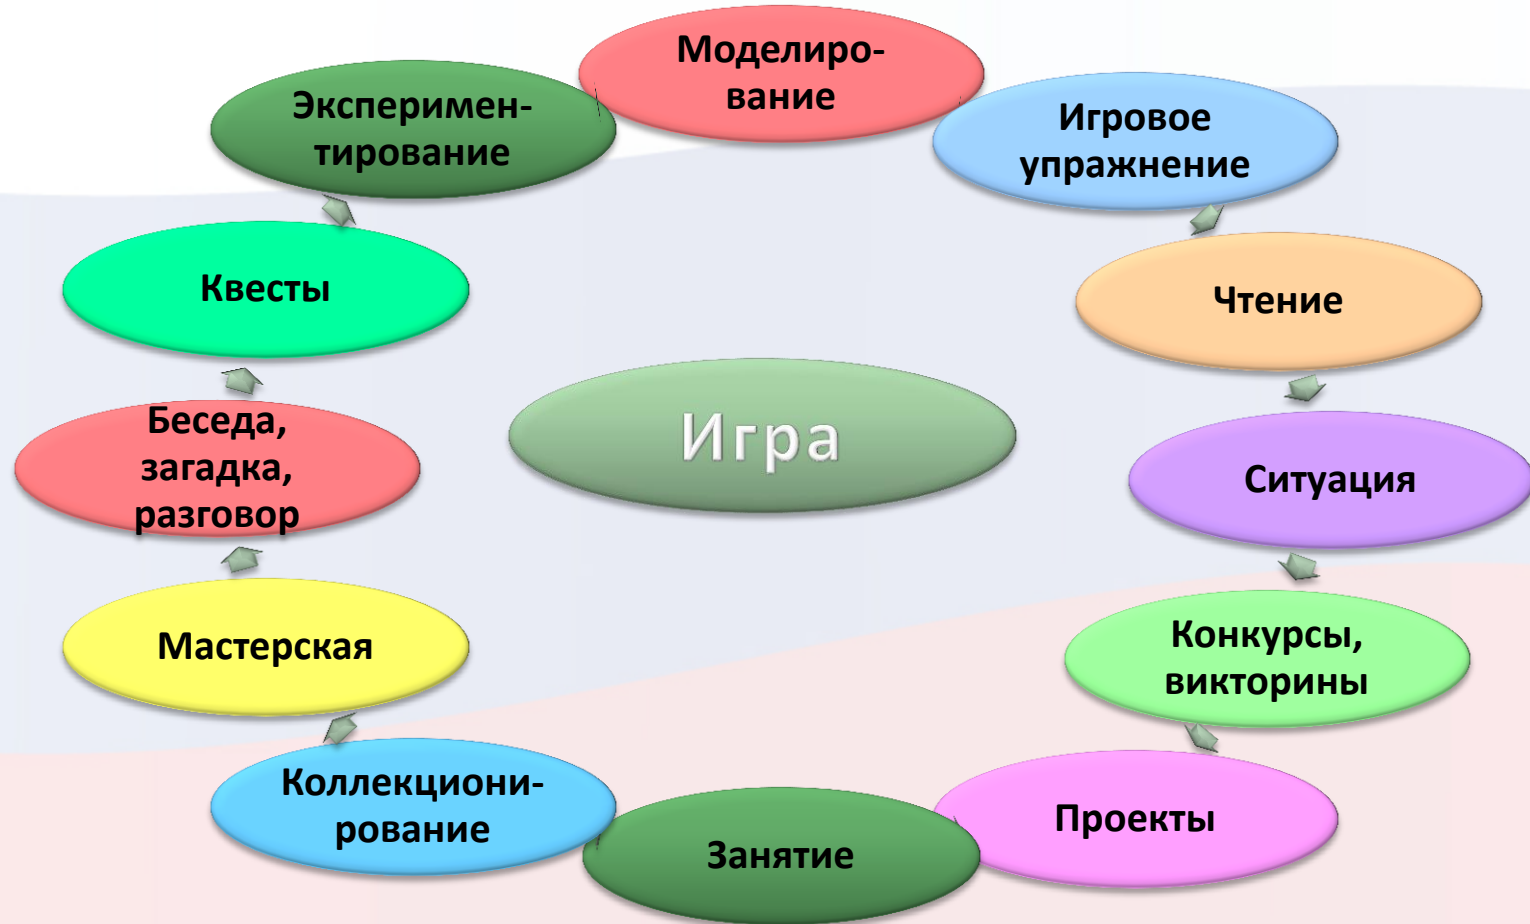 Моделиро-
вание
Эксперимен-
тирование
Игровое
упражнение
Квесты
Чтение
Беседа,
загадка,
разговор
Игра
Ситуация
Мастерская
Конкурсы,
викторины
Коллекциони-
рование
Занятие
Проекты